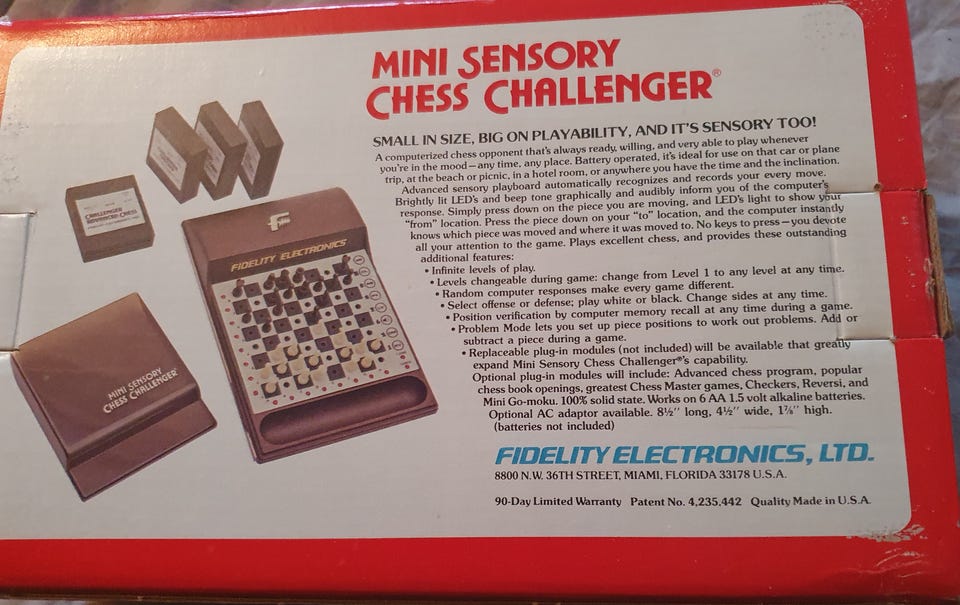 MINI SENSORY
CHESS CHALLENGER®
SMALL IN SIZE, BIG ON PLAYABILITY, AND IT'S SENSORY TOO!
A computerized chess opponent that's always ready, willing, and very able to play whenever
you're in the mood—any time, any place. Battery operated, it's ideal for use on that car or plane
trip, at the beach or picnic, in a hotel room, or anywhere you have the time and the inclination.
Advanced sensory playboard automatically recognizes and records your every move.
Brightly lit LED's and beep tone graphically and audibly inform you of the computer's
response. Simply press down on the piece you are moving, and LED's light to show your
"from" location. Press the piece down on your "to" location, and the computer instantly
knows which piece was moved and where it was moved to. No keys to press—you devote
all your attention to the game. Plays excellent chess, and provides these outstanding
additional features:
• Infinite levels of play.
• Levels changeable during game: change from Level 1 to any level at any time.
• Random computer responses make every game different.
• Select offense or defense; play white or black. Change sides at any time.
• Position verification by computer memory recall at any time during a game.
• Problem Mode lets you set up piece positions to work out problems. Add or
subtract a piece during a game.
• Replaceable plug-in modules (not included) will be available that greatly
expand Mini Sensory Chess Challenger®'s capability.
Optional plug-in modules will include: Advanced chess program, popular
chess book openings, greatest Chess Master games, Checkers, Reversi, and
Mini Go-moku. 100% solid state. Works on 6 AA 1.5 volt alkaline batteries.
Optional AC adaptor available. 8½" long, 4½" wide, 1⅞" high.
(batteries not included)
FIDELITY ELECTRONICS, LTD.
8800 N.W. 36TH STREET, MIAMI, FLORIDA 33178 U.S.A.
90-Day Limited Warranty Patent No. 4,235,442 Quality Made in U.S.A.
CHALLENGER
ADVANCED CHESS
FIDELITY ELECTRONICS
MINI SENSORY
CHESS CHALLENGER®